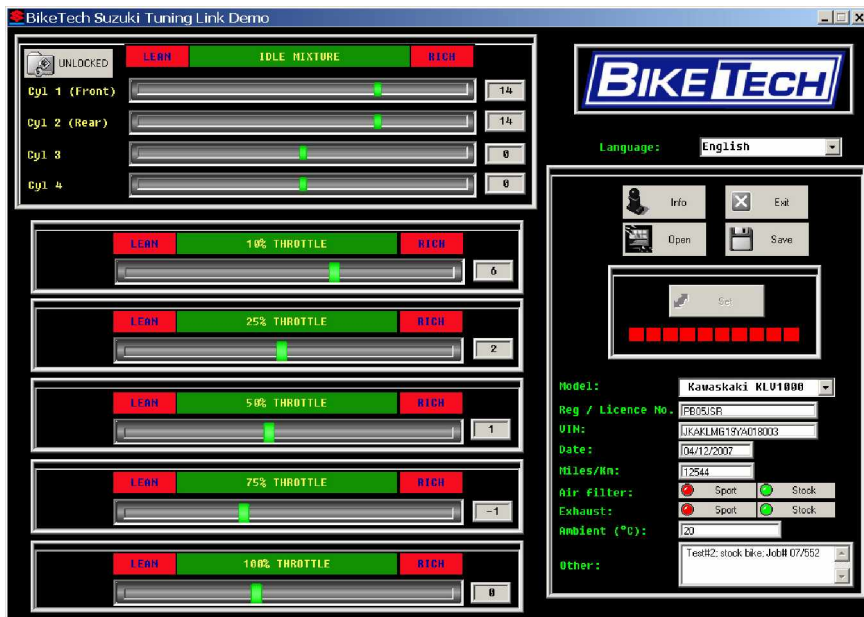 BikeTech Suzuki Tuning Link Demo
UNLOCKED
LEAN IDLE MIXTURE RICH
Cyl 1 (Front) 14
Cyl 2 (Rear) 14
Cyl 3 0
Cyl 4 0
LEAN 10% THROTTLE RICH
6
LEAN 25% THROTTLE RICH
2
LEAN 50% THROTTLE RICH
1
LEAN 75% THROTTLE RICH
-1
LEAN 100% THROTTLE RICH
0
BIKETECH
Language: English
Info Exit
Open Save
Set
Model: Kawaskaki KLV1000
Reg / Licence No. PB05JSR
VIN: JKAKLMG19YA018003
Date: 04/12/2007
Miles/Km: 12544
Air filter: Sport Stock
Exhaust: Sport Stock
Ambient (°C): 20
Other: Test#2; stock bike; Job# 07/552